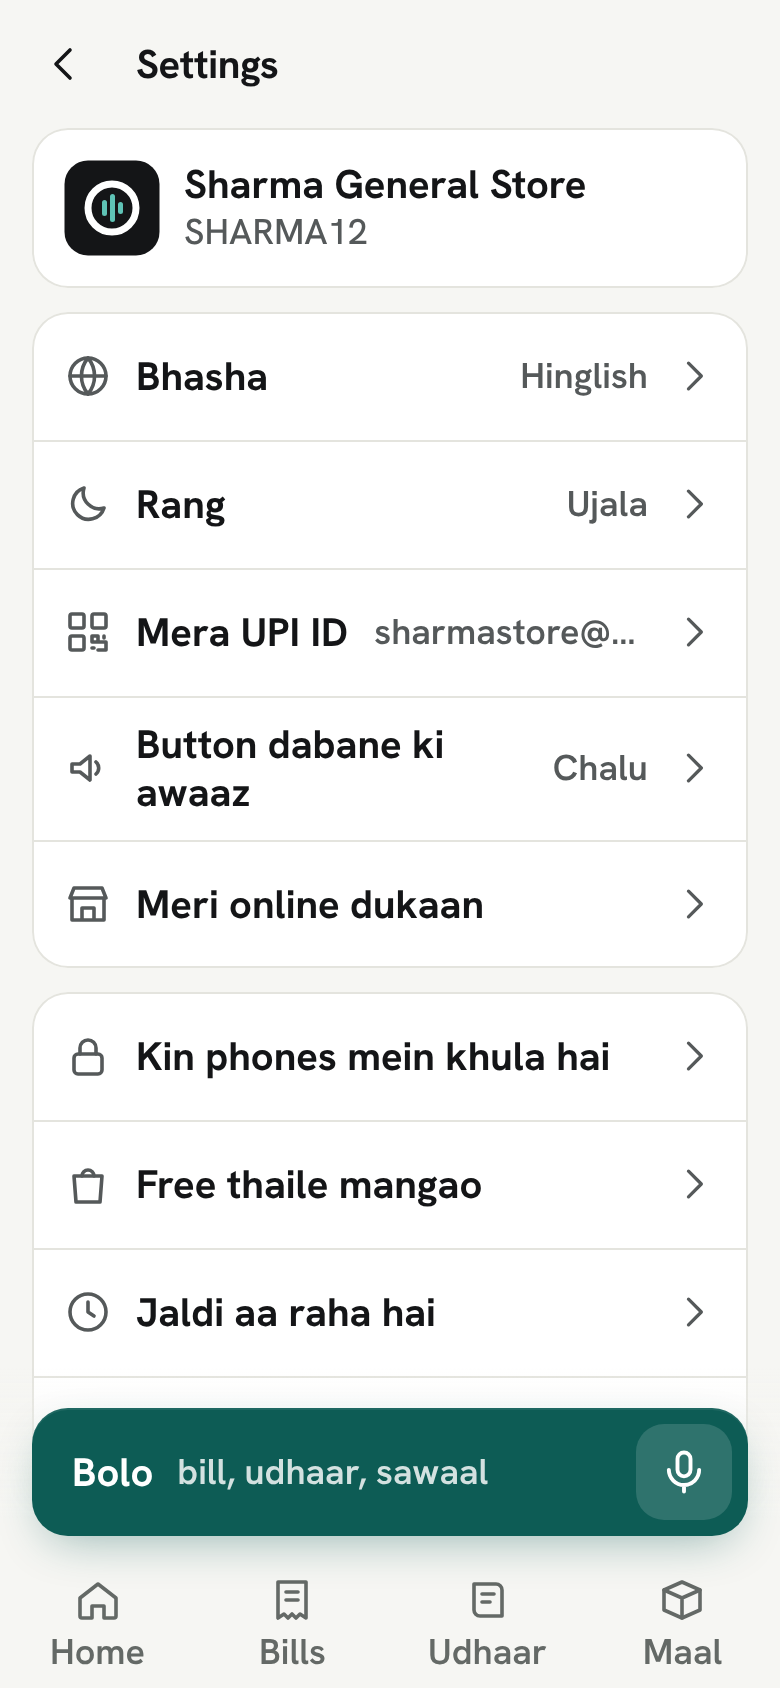 Settings
Sharma General Store
SHARMA12
Bhasha Hinglish
Rang Ujala
Mera UPI ID sharmastore@...
Button dabane ki
awaaz
Chalu
Meri online dukaan
Kin phones mein khula hai
Free thaile mangao
Jaldi aa raha hai
Bolo bill, udhaar, sawaal
Home Bills Udhaar Maal